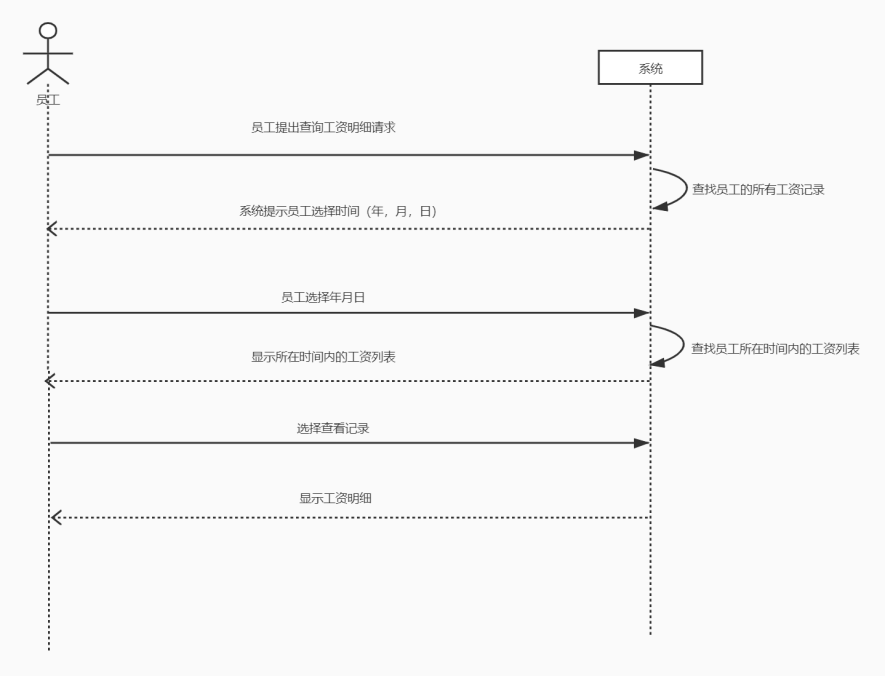 系统
员工
员工提出查询工资明细请求
查找员工的所有工资记录
系统提示员工选择时间（年，月，日）
员工选择年月日
查找员工所在时间内的工资列表
显示所在时间内的工资列表
选择查看记录
显示工资明细